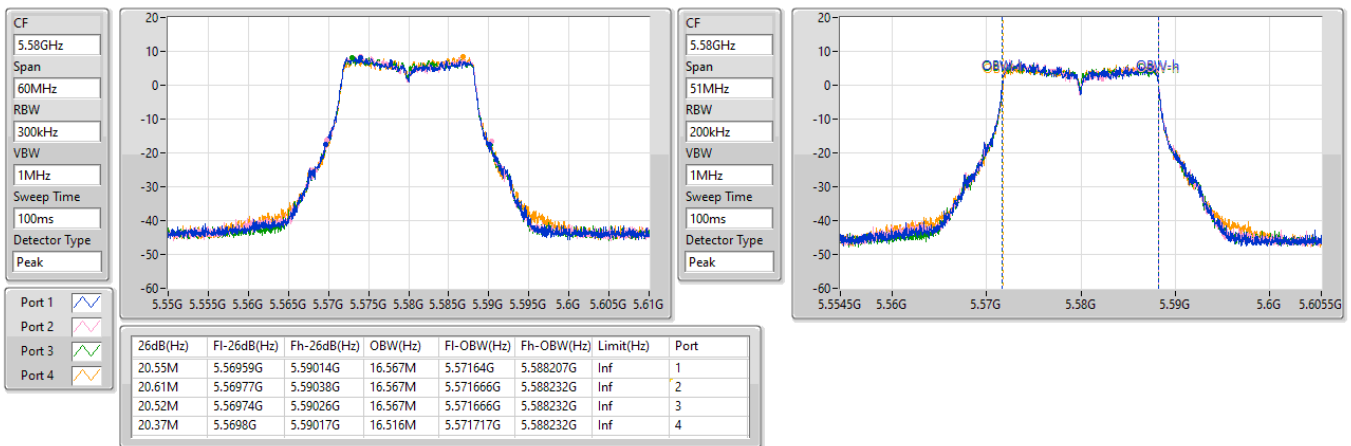 CF
5.58GHz
Span
60MHz
RBW
300kHz
VBW
1MHz
Sweep Time
100ms
Detector Type
Peak
20
10
0
-10
-20
-30
-40
-50
-60
5.55G 5.555G 5.56G 5.565G 5.57G 5.575G 5.58G 5.585G 5.59G 5.595G 5.6G 5.605G 5.61G
CF
5.58GHz
Span
51MHz
RBW
200kHz
VBW
1MHz
Sweep Time
100ms
Detector Type
Peak
20
10
0
-10
-20
-30
-40
-50
-60
OBW-h
5.55445G 5.56G 5.57G 5.58G 5.59G 5.6G 5.6055G
Port 1
Port 2
Port 3
Port 4
26dB(Hz) Fl-26dB(Hz) Fh-26dB(Hz) OBW(Hz) Fl-OBW(Hz) Fh-OBW(Hz) Limit(Hz) Port
20.55M 5.56959G 5.59014G 16.567M 5.57164G 5.588207G Inf 1
20.61M 5.56977G 5.59038G 16.567M 5.571666G 5.588232G Inf 2
20.52M 5.56974G 5.59026G 16.567M 5.571666G 5.588232G Inf 3
20.37M 5.5698G 5.59017G 16.516M 5.571717G 5.588232G Inf 4